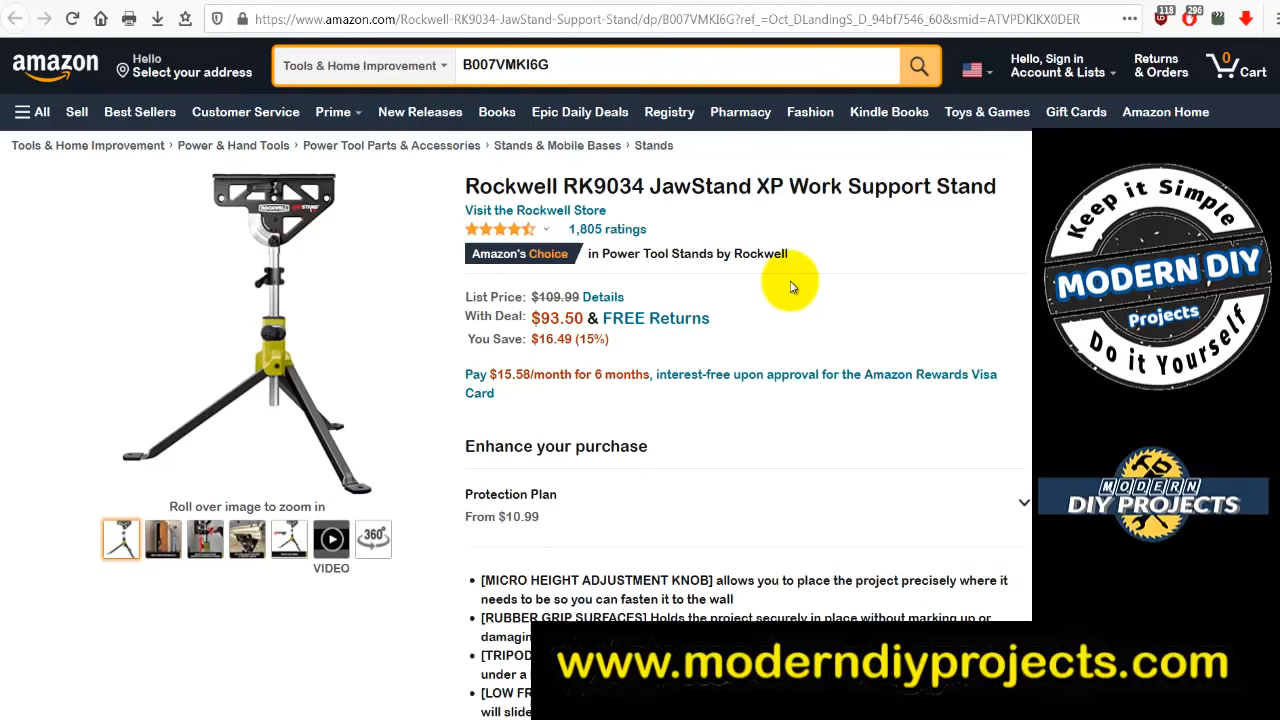 https://www.amazon.com/Rockwell-RK9034-JawStand-Support-Stand/dp/B007VMKI6G?ref_=Oct_DLandingS_D_94bf7546_60&smid=ATVPDKIKX0DER
118
296
amazon
Hello
Select your address
Tools & Home Improvement
B007VMKI6G
Hello, Sign in
Account & Lists
Returns
& Orders
0
Cart
All
Sell
Best Sellers
Customer Service
Prime
New Releases
Books
Epic Daily Deals
Registry
Pharmacy
Fashion
Kindle Books
Toys & Games
Gift Cards
Amazon Home
Tools & Home Improvement › Power & Hand Tools › Power Tool Parts & Accessories › Stands & Mobile Bases › Stands
ROCKWELL
Roll over image to zoom in
360°
VIDEO
Rockwell RK9034 JawStand XP Work Support Stand
Visit the Rockwell Store
1,805 ratings
Amazon's Choice in Power Tool Stands by Rockwell
List Price: $109.99 Details
With Deal: $93.50 & FREE Returns
You Save: $16.49 (15%)
Pay $15.58/month for 6 months, interest-free upon approval for the Amazon Rewards Visa
Card
Enhance your purchase
Protection Plan
From $10.99
• [MICRO HEIGHT ADJUSTMENT KNOB] allows you to place the project precisely where it
needs to be so you can fasten it to the wall
• [RUBBER GRIP SURFACES] Holds the project securely in place without marking up or
damaging
• [TRIPOD
under a
• [LOW FR
will slide
Keep it Simple
MODERN DIY
Projects
Do it Yourself
MODERN
DIY PROJECTS
www.moderndiyprojects.com